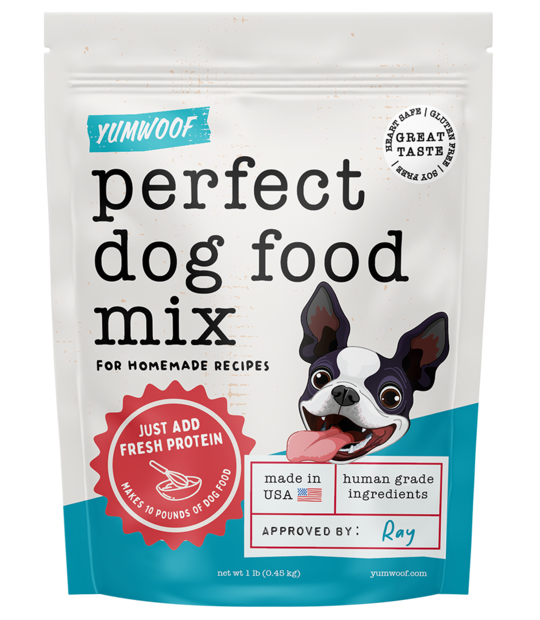 YUMWOOF
HEART SAFE | GLUTEN FREE | SOY FREE |
GREAT
TASTE
perfect
dog food
mix
FOR HOMEMADE RECIPES
JUST ADD
FRESH PROTEIN
MAKES 10 POUNDS OF DOG FOOD
made in
USA
human grade
ingredients
APPROVED BY: Ray
net wt 1 lb (0.45 kg)
yumwoof.com